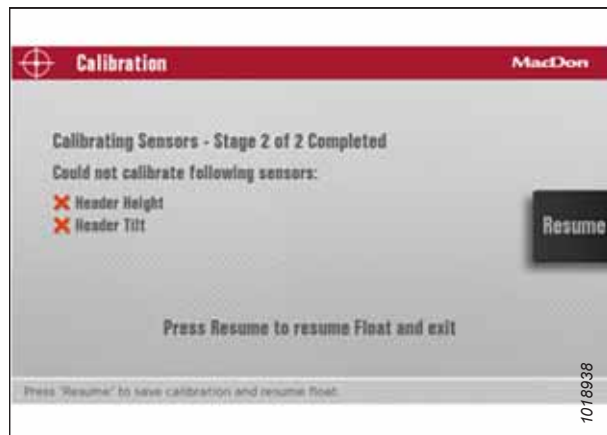 Calibration
MacDon
Calibrating Sensors - Stage 2 of 2 Completed
Could not calibrate following sensors:
Header Height
Header Tilt
Resume
Press Resume to resume Float and exit
Press 'Resume' to save calibration and resume float.
1018938